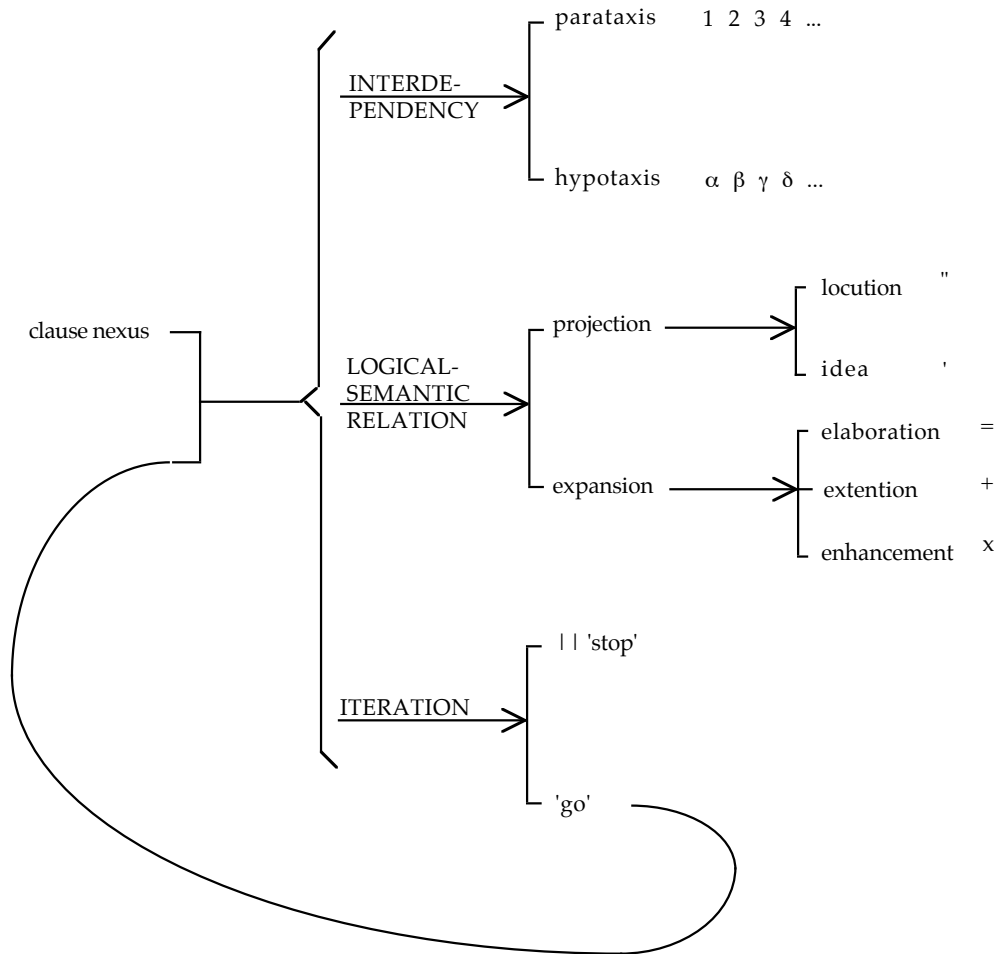 parataxis 1 2 3 4 ...
INTERDE-
PENDENCY
hypotaxis α β γ δ ...
clause nexus
LOGICAL-
SEMANTIC
RELATION
projection
locution "
idea '
expansion
elaboration =
extention +
enhancement x
ITERATION
|| 'stop'
'go'